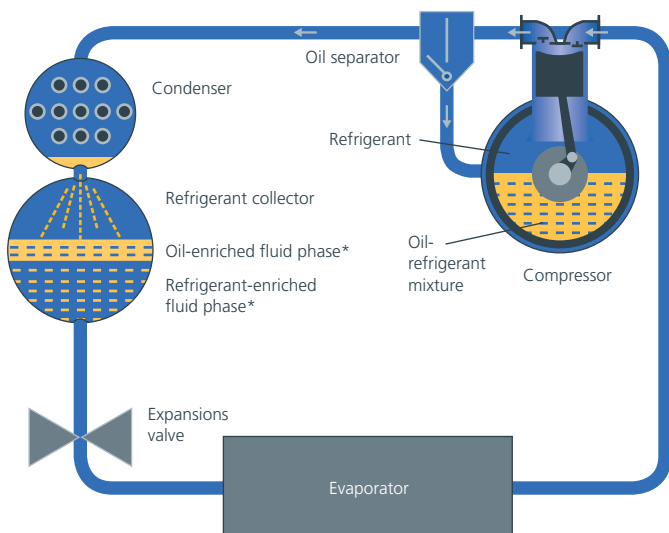 Oil separator
Condenser
Refrigerant
Refrigerant collector
Oil-enriched fluid phase*
Refrigerant-enriched
fluid phase*
Oil-
refrigerant
mixture
Compressor
Expansions
valve
Evaporator